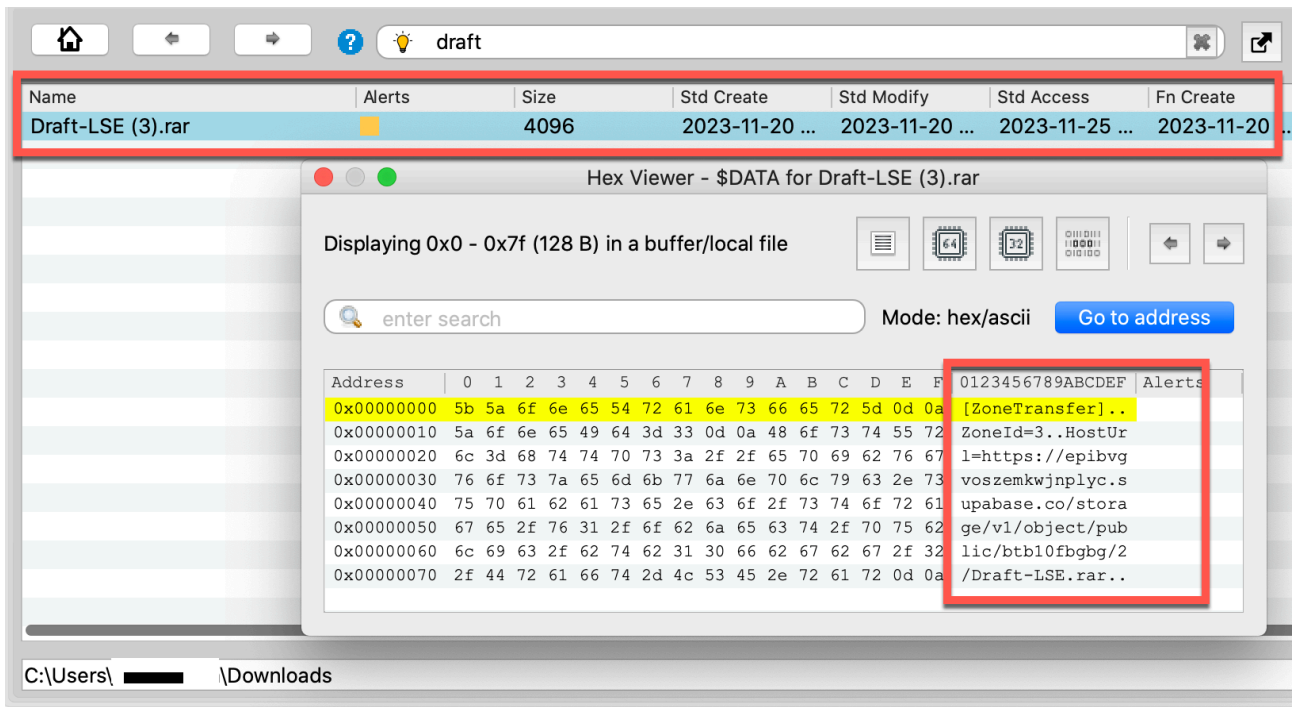 ? draft
Name Alerts Size Std Create Std Modify Std Access Fn Create
Draft-LSE (3).rar 4096 2023-11-20 ... 2023-11-20 ... 2023-11-25 ... 2023-11-20 ...
Hex Viewer - $DATA for Draft-LSE (3).rar
Displaying 0x0 - 0x7f (128 B) in a buffer/local file 64 32
enter search Mode: hex/ascii Go to address
Address 0 1 2 3 4 5 6 7 8 9 A B C D E F 0123456789ABCDEF Alerts
0x00000000 5b 5a 6f 6e 65 54 72 61 6e 73 66 65 72 5d 0d 0a [ZoneTransfer]..
0x00000010 5a 6f 6e 65 49 64 3d 33 0d 0a 48 6f 73 74 55 72 ZoneId=3..HostUr
0x00000020 6c 3d 68 74 74 70 73 3a 2f 2f 65 70 69 62 76 67 l=https://epibvg
0x00000030 76 6f 73 7a 65 6d 6b 77 6a 6e 70 6c 79 63 2e 73 voszemkwjnplyc.s
0x00000040 75 70 61 62 61 73 65 2e 63 6f 2f 73 74 6f 72 61 upabase.co/stora
0x00000050 67 65 2f 76 31 2f 6f 62 6a 65 63 74 2f 70 75 62 ge/v1/object/pub
0x00000060 6c 69 63 2f 62 74 62 31 30 66 62 67 62 67 2f 32 lic/btb10fbgbg/2
0x00000070 2f 44 72 61 66 74 2d 4c 53 45 2e 72 61 72 0d 0a /Draft-LSE.rar..
C:\Users\ \Downloads